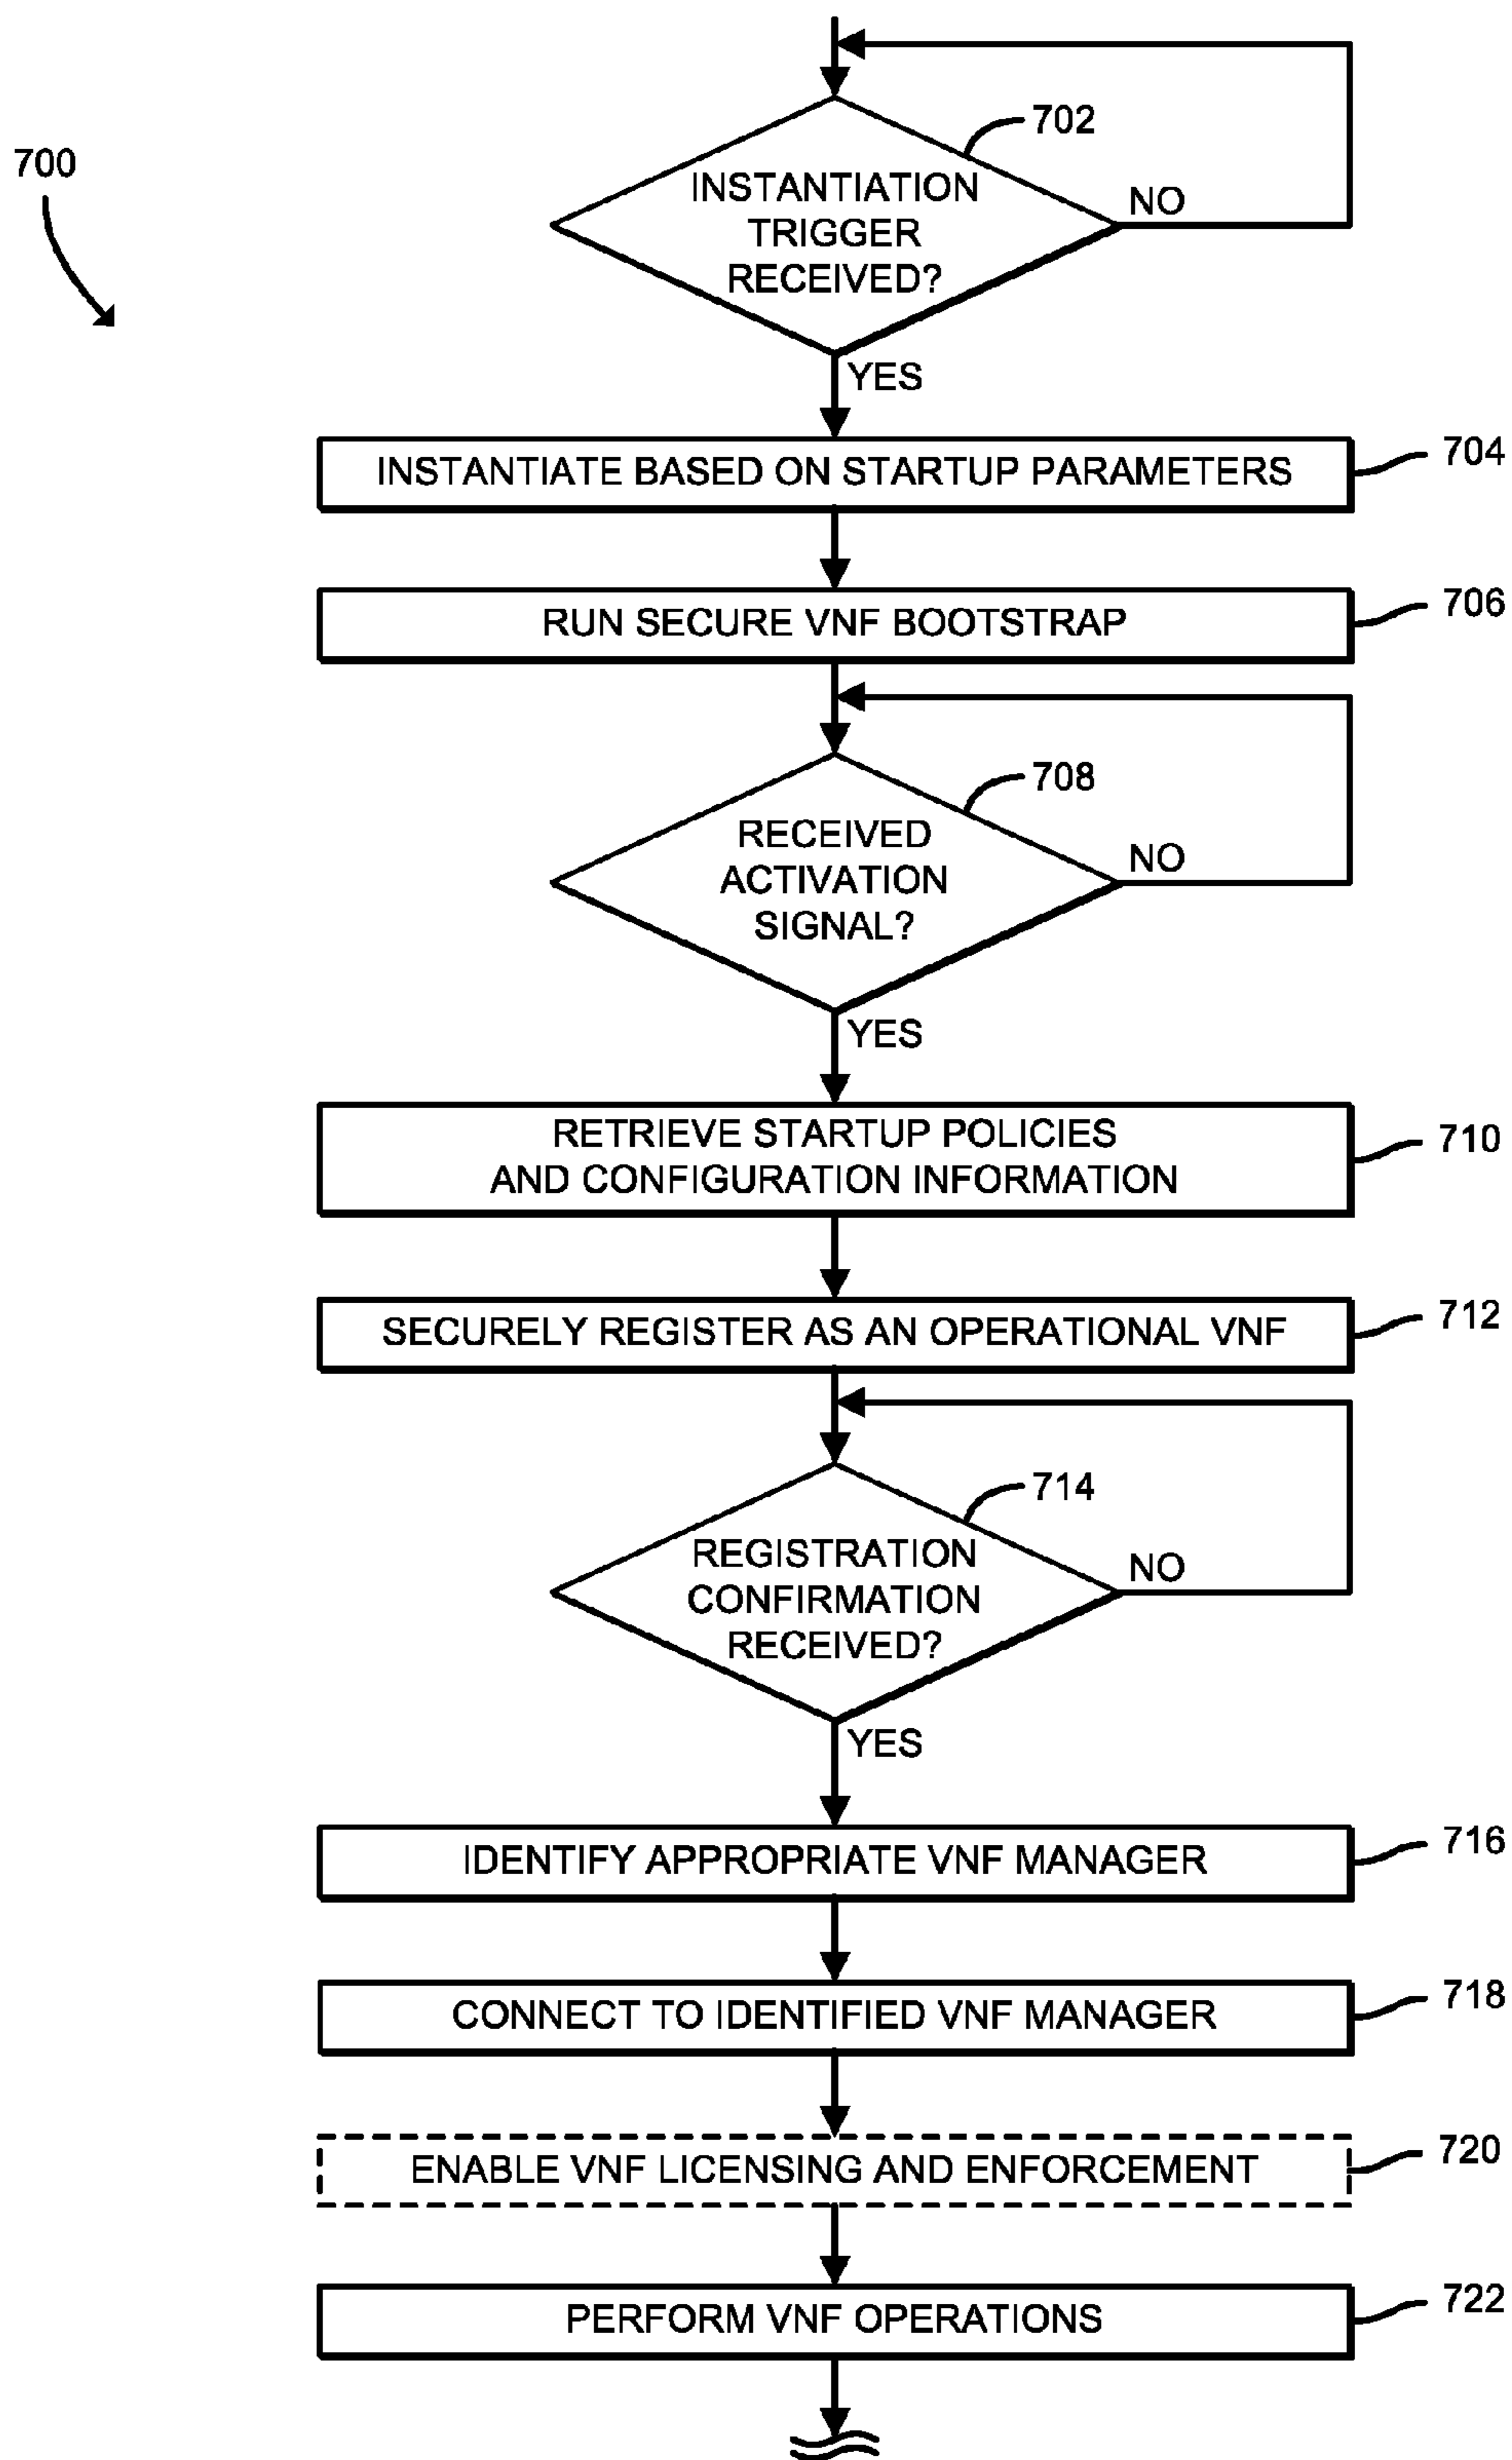 702
700
INSTANTIATION
TRIGGER
RECEIVED?
NO
YES
INSTANTIATE BASED ON STARTUP PARAMETERS
704
RUN SECURE VNF BOOTSTRAP
706
708
RECEIVED
ACTIVATION
SIGNAL?
NO
YES
RETRIEVE STARTUP POLICIES
AND CONFIGURATION INFORMATION
710
SECURELY REGISTER AS AN OPERATIONAL VNF
712
714
REGISTRATION
CONFIRMATION
RECEIVED?
NO
YES
IDENTIFY APPROPRIATE VNF MANAGER
716
CONNECT TO IDENTIFIED VNF MANAGER
718
ENABLE VNF LICENSING AND ENFORCEMENT
720
PERFORM VNF OPERATIONS
722